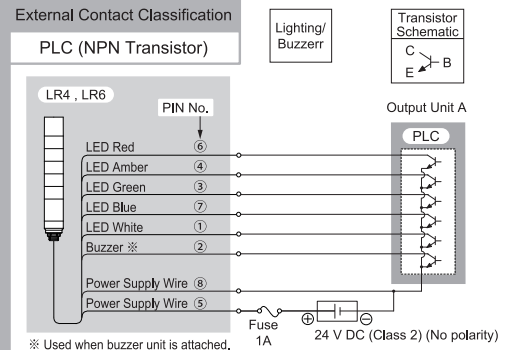 External Contact Classification
PLC (NPN Transistor)
Lighting/
Buzzerr
Transistor
Schematic
C
B
E
LR4 , LR6
PIN No.
Output Unit A
PLC
LED Red ⑥
LED Amber ④
LED Green ③
LED Blue ⑦
LED White ①
Buzzer ※ ②
Power Supply Wire ⑧
Power Supply Wire ⑤
Fuse
1A
⊕ ⊖
24 V DC (Class 2) (No polarity)
※ Used when buzzer unit is attached.